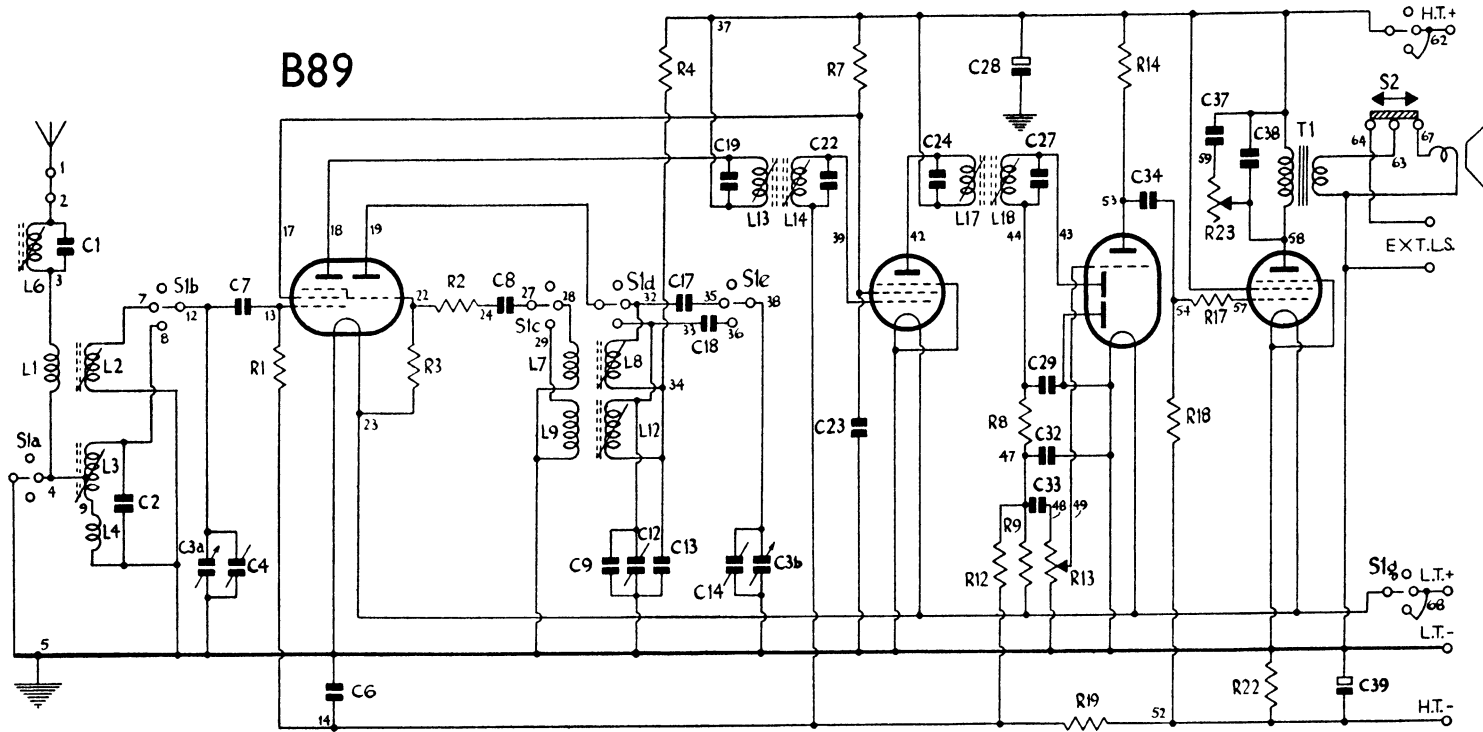 B89
37
H.T.+
62
R4
R7
C28
R14
S2
C37
C38
T1
64
63
67
59
C19
C22
C24
C27
C34
1
2
C1
L6
3
17
18
19
L13
L14
39
42
L17
L18
44
43
53
R23
58
EXT. L.S.
7
S1b
12
8
C7
13
22
R2
24
C8
27
28
S1c
29
S1d
32
C17
35
S1e
38
33
C18
36
54
R17
57
L1
L2
R1
R3
L7
L8
34
C29
23
L9
L12
C23
R8
R18
S1a
4
L3
9
L4
C2
47
C32
C33
48
49
C3a
C4
C9
C12
C13
C14
C3b
R12
R9
R13
S1g
L.T.+
68
5
L.T.-
C6
14
R19
52
R22
C39
H.T.-